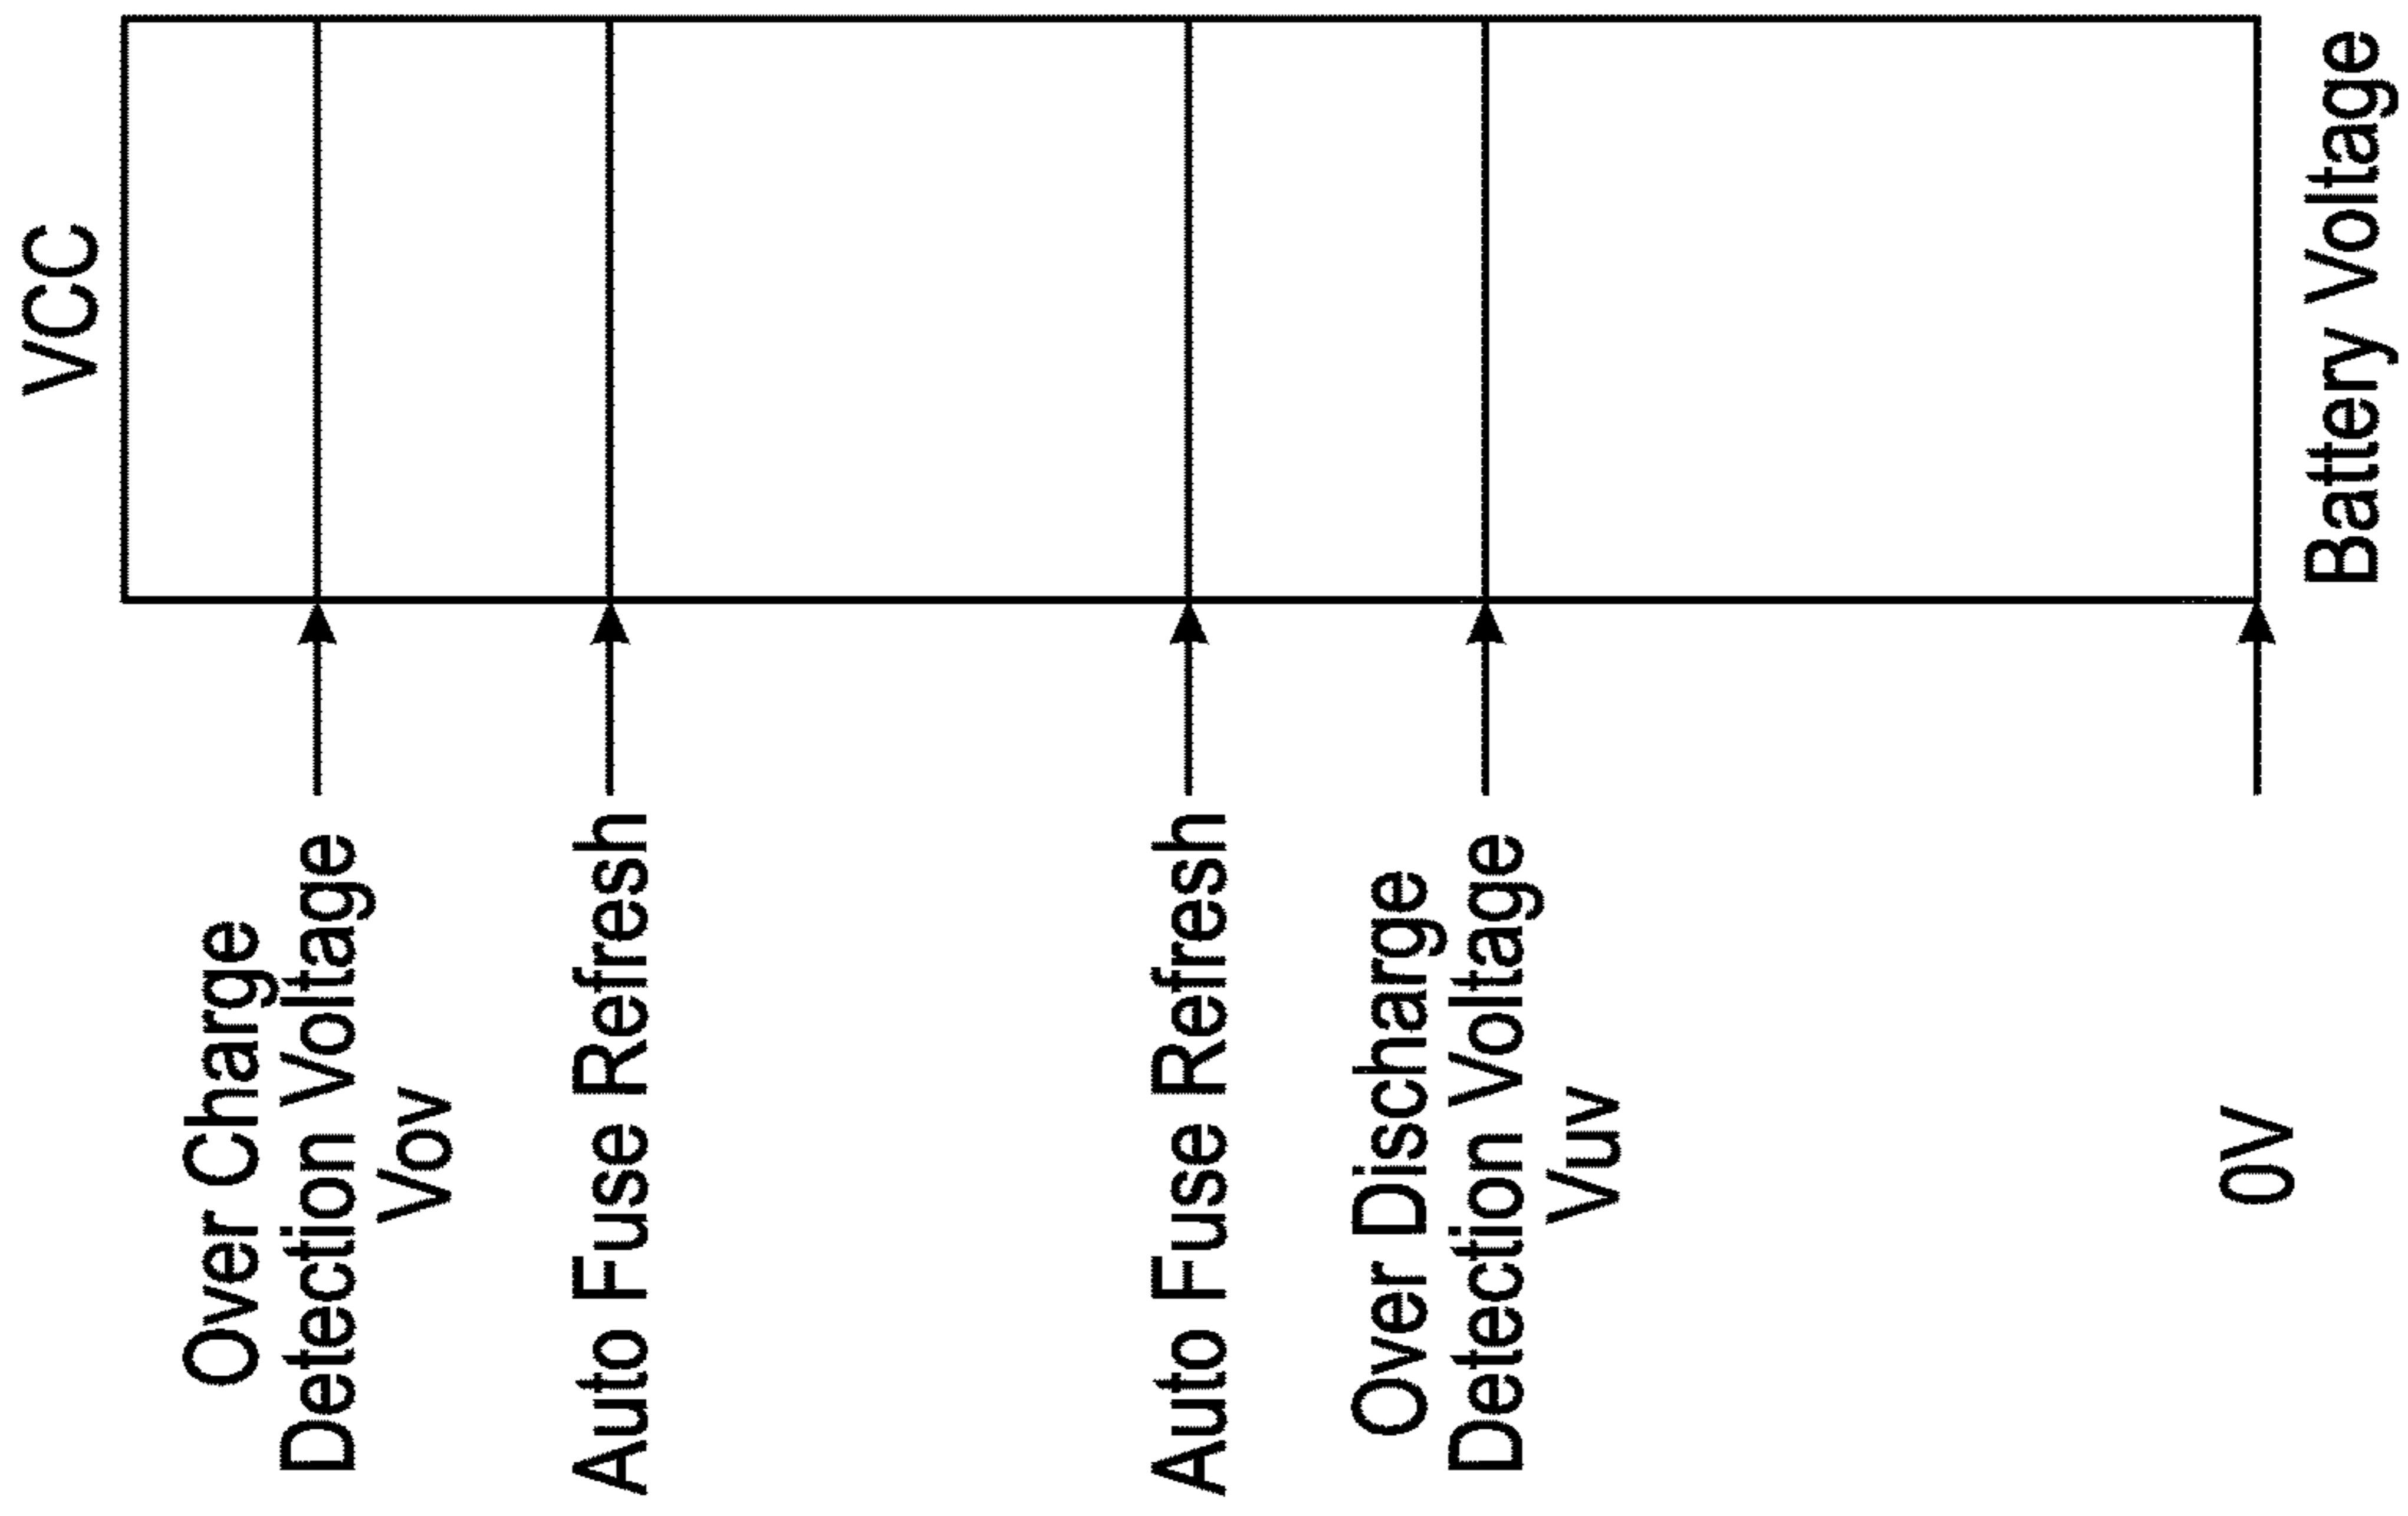 VCC
Over Charge
Detection Voltage
Vov
Auto Fuse Refresh
Auto Fuse Refresh
Over Discharge
Detection Voltage
Vuv
0V
Battery Voltage